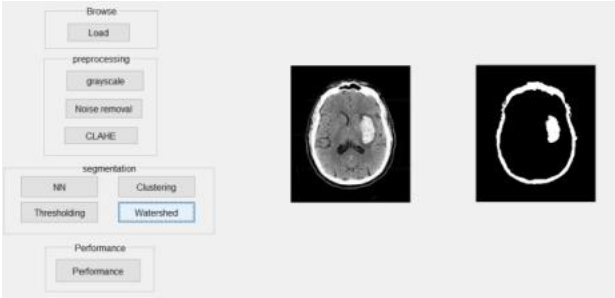 Browse
Load
preprocessing
grayscale
Noise removal
CLAHE
segmentation
NN Clustering
Thresholding Watershed
Performance
Performance